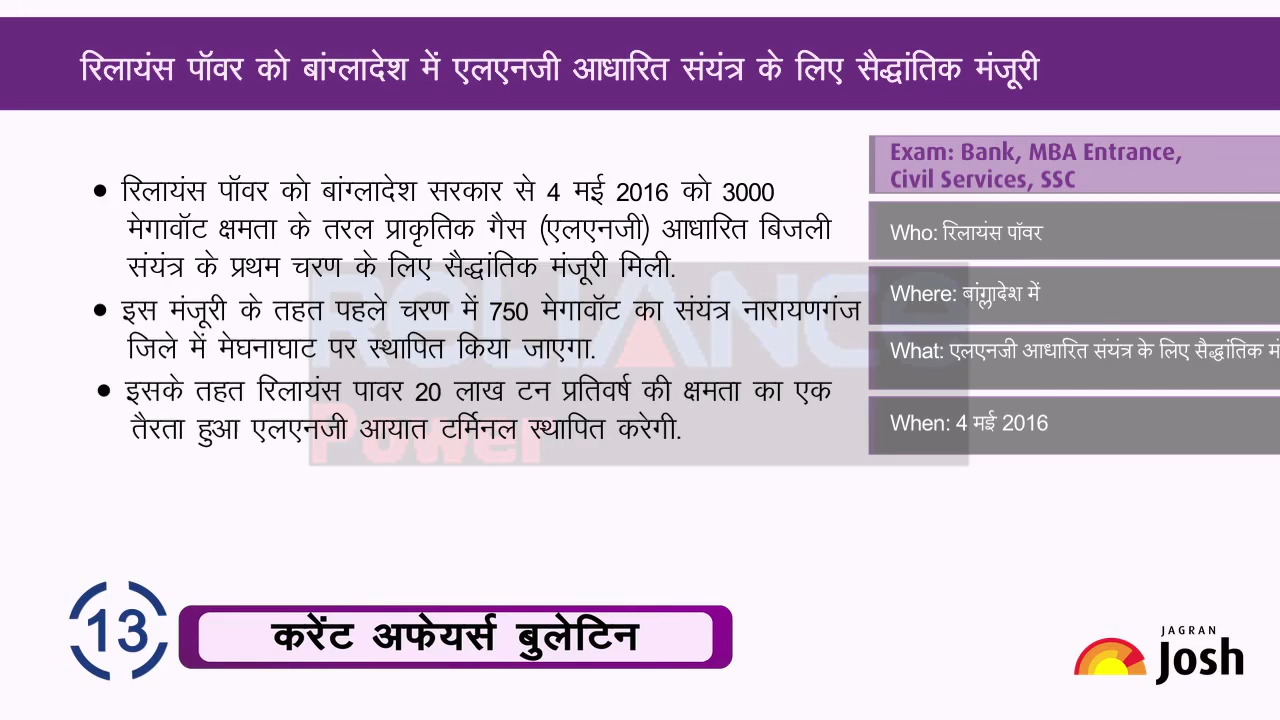 रिलायंस पॉवर को बांग्लादेश में एलएनजी आधारित संयंत्र के लिए सैद्धांतिक मंजूरी
• रिलायंस पॉवर को बांग्लादेश सरकार से 4 मई 2016 को 3000
मेगावॉट क्षमता के तरल प्राकृतिक गैस (एलएनजी) आधारित बिजली
संयंत्र के प्रथम चरण के लिए सैद्धांतिक मंजूरी मिली.
• इस मंजूरी के तहत पहले चरण में 750 मेगावॉट का संयंत्र नारायणगंज
जिले में मेघनाघाट पर स्थापित किया जाएगा.
• इसके तहत रिलायंस पावर 20 लाख टन प्रतिवर्ष की क्षमता का एक
तैरता हुआ एलएनजी आयात टर्मिनल स्थापित करेगी.
RELIANCE
Power
Exam: Bank, MBA Entrance,
Civil Services, SSC
Who: रिलायंस पॉवर
Where: बांग्लादेश में
What: एलएनजी आधारित संयंत्र के लिए सैद्धांतिक मं
When: 4 मई 2016
13
करेंट अफेयर्स बुलेटिन
JAGRAN
Josh